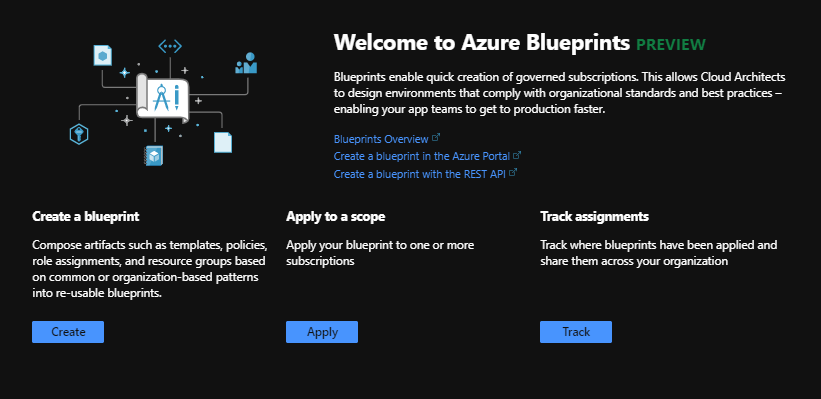 Welcome to Azure Blueprints PREVIEW
Blueprints enable quick creation of governed subscriptions. This allows Cloud Architects
to design environments that comply with organizational standards and best practices –
enabling your app teams to get to production faster.
Blueprints Overview
Create a blueprint in the Azure Portal
Create a blueprint with the REST API
Create a blueprint
Compose artifacts such as templates, policies,
role assignments, and resource groups based
on common or organization-based patterns
into re-usable blueprints.
Create
Apply to a scope
Apply your blueprint to one or more
subscriptions
Apply
Track assignments
Track where blueprints have been applied and
share them across your organization
Track